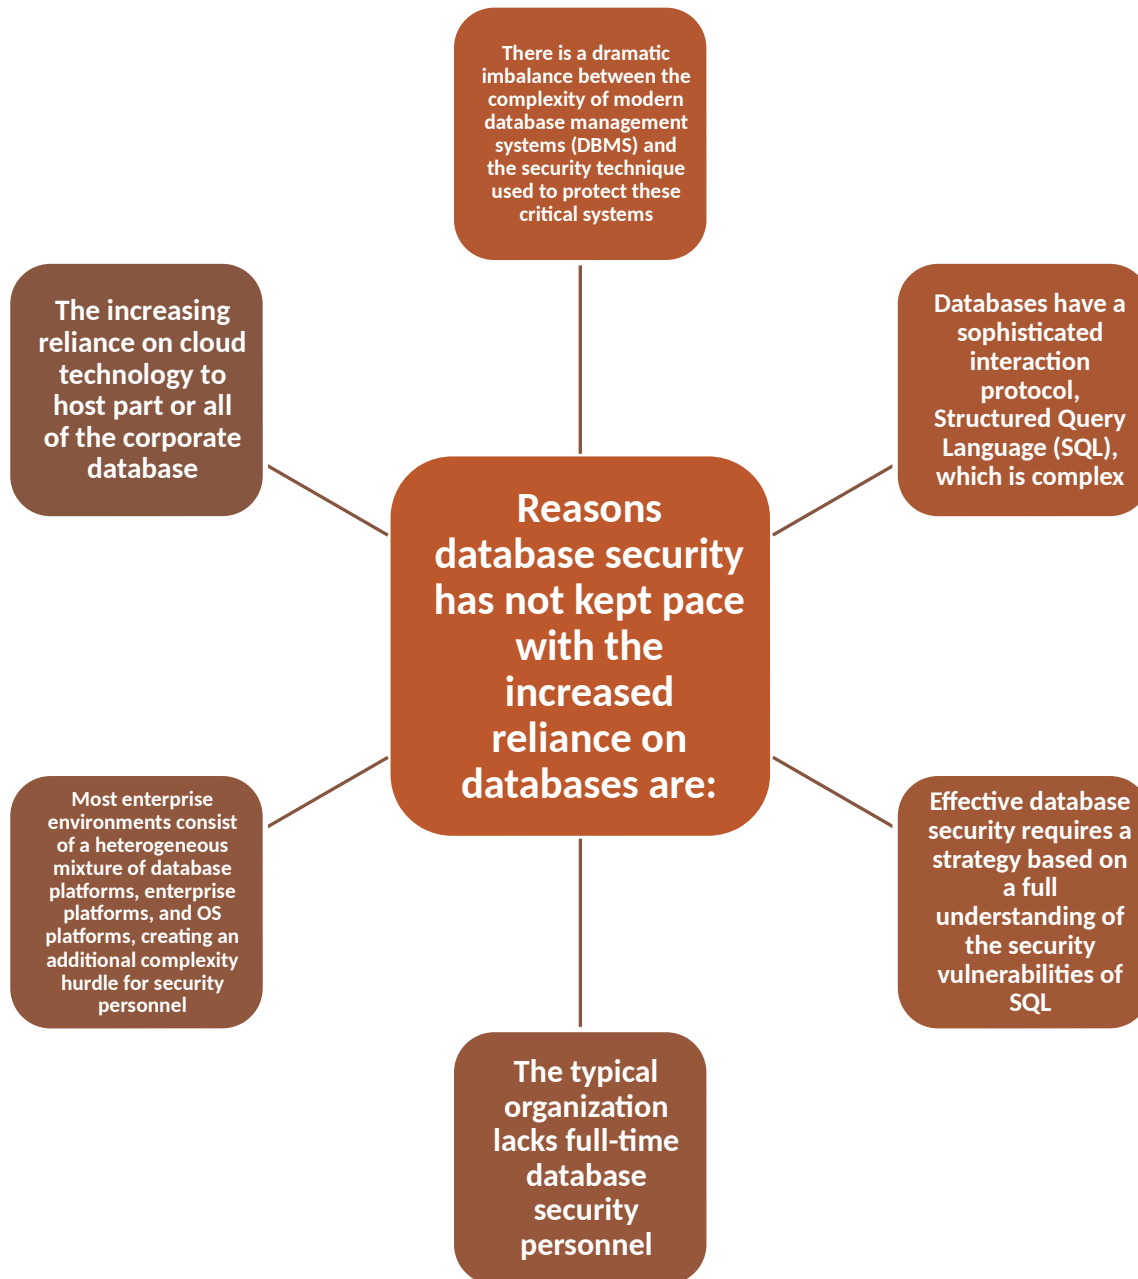 There is a dramatic
imbalance between the
complexity of modern
database management
systems (DBMS) and
the security technique
used to protect these
critical systems
Databases have a
sophisticated
interaction
protocol,
Structured Query
Language (SQL),
which is complex
Effective database
security requires a
strategy based on
a full
understanding of
the security
vulnerabilities of
SQL
The typical
organization
lacks full-time
database
security
personnel
Most enterprise
environments consist
of a heterogeneous
mixture of database
platforms, enterprise
platforms, and OS
platforms, creating an
additional complexity
hurdle for security
personnel
The increasing
reliance on cloud
technology to
host part or all
of the corporate
database
Reasons
database security
has not kept pace
with the
increased
reliance on
databases are: